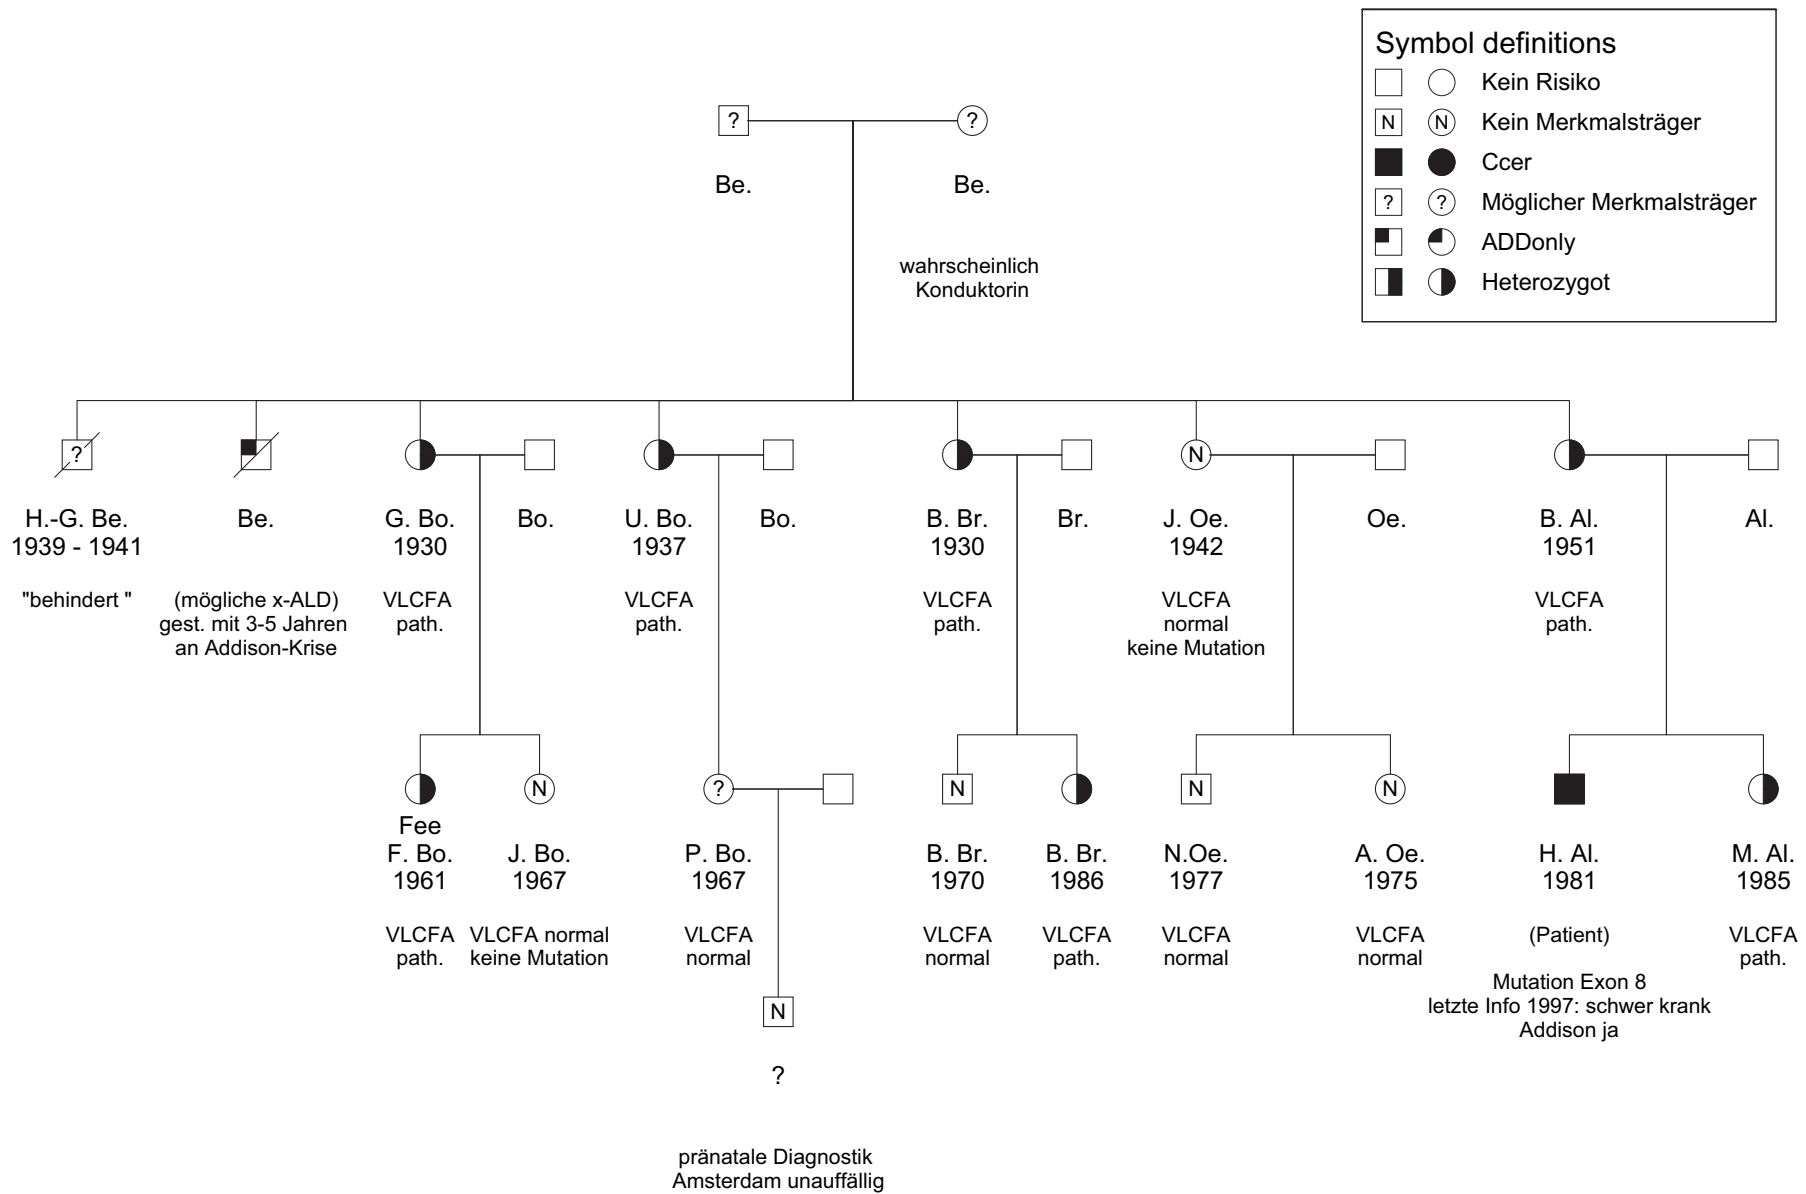 Symbol definitions
Kein Risiko
N N Kein Merkmalsträger
Ccer
? ? Möglicher Merkmalsträger
ADDonly
Heterozygot
? ?
Be. Be.
wahrscheinlich
Konduktorin
? N
H.-G. Be. Be. G. Bo. Bo. U. Bo. Bo. B. Br. Br. J. Oe. Oe. B. Al. Al.
1939 - 1941 1930 1937 1930 1942 1951
"behindert " (mögliche x-ALD) VLCFA VLCFA VLCFA VLCFA VLCFA
gest. mit 3-5 Jahren path. path. path. normal path.
an Addison-Krise keine Mutation
N ? N N N
Fee
F. Bo. J. Bo. P. Bo. B. Br. B. Br. N.Oe. A. Oe. H. Al. M. Al.
1961 1967 1967 1970 1986 1977 1975 1981 1985
VLCFA VLCFA normal VLCFA VLCFA VLCFA VLCFA VLCFA (Patient) VLCFA
path. keine Mutation normal normal path. normal normal path.
Mutation Exon 8
letzte Info 1997: schwer krank
Addison ja
N
?
pränatale Diagnostik
Amsterdam unauffällig